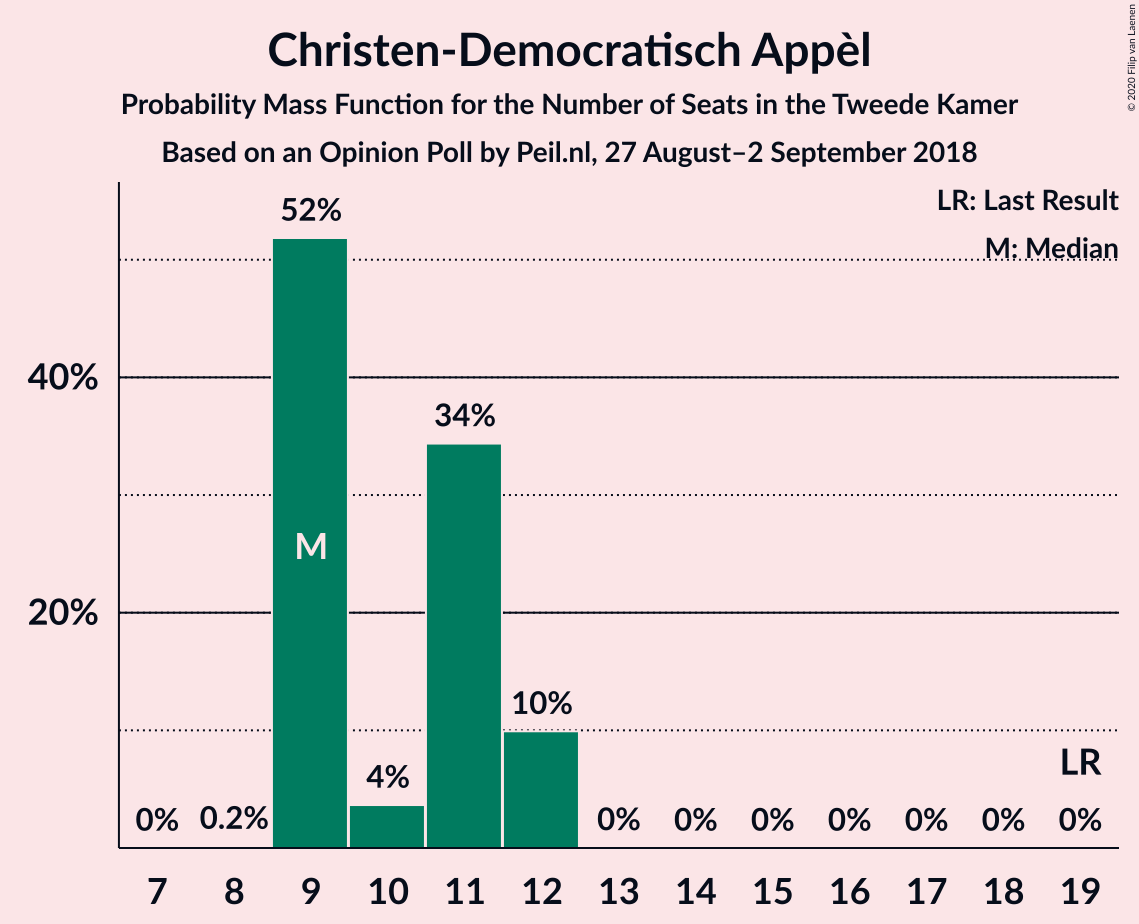 Christen-Democratisch Appèl
Probability Mass Function for the Number of Seats in the Tweede Kamer
Based on an Opinion Poll by Peil.nl, 27 August–2 September 2018
© 2020 Filip van Laenen
LR: Last Result
M: Median
40%
20%
0% 0.2% 52% 4% 34% 10% 0% 0% 0% 0% 0% 0% 0%
M
LR
7 8 9 10 11 12 13 14 15 16 17 18 19